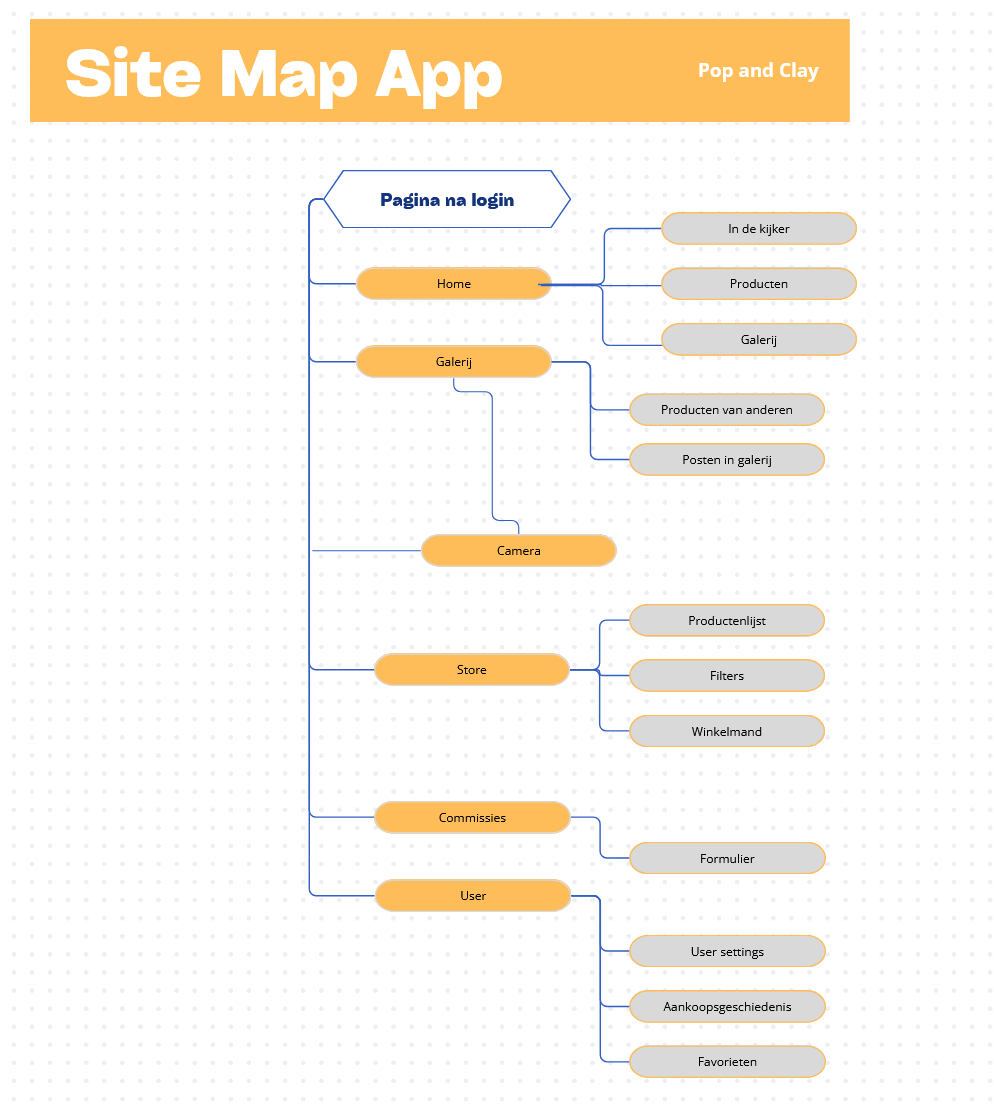 Site Map App
Pop and Clay
Pagina na login
In de kijker
Home
Producten
Galerij
Galerij
Producten van anderen
Posten in galerij
Camera
Productenlijst
Store
Filters
Winkelmand
Commissies
Formulier
User
User settings
Aankoopsgeschiedenis
Favorieten